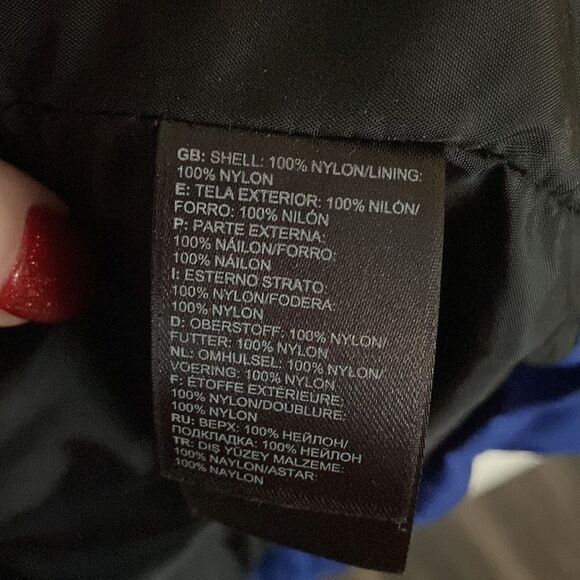 GB: SHELL: 100% NYLON/LINING:
100% NYLON
E: TELA EXTERIOR: 100% NILÓN/
FORRO: 100% NILÓN
P: PARTE EXTERNA:
100% NÁILON/FORRO:
100% NÁILON
I: ESTERNO STRATO:
100% NYLON/FODERA:
100% NYLON
D: OBERSTOFF: 100% NYLON/
FUTTER: 100% NYLON
NL: OMHULSEL: 100% NYLON/
VOERING: 100% NYLON
F: ÉTOFFE EXTÉRIEURE:
100% NYLON/DOUBLURE:
100% NYLON
RU: ВЕРХ: 100% НЕЙЛОН/
ПОДКЛАДКА: 100% НЕЙЛОН
TR: DIŞ YÜZEY MALZEME:
100% NAYLON/ASTAR:
100% NAYLON